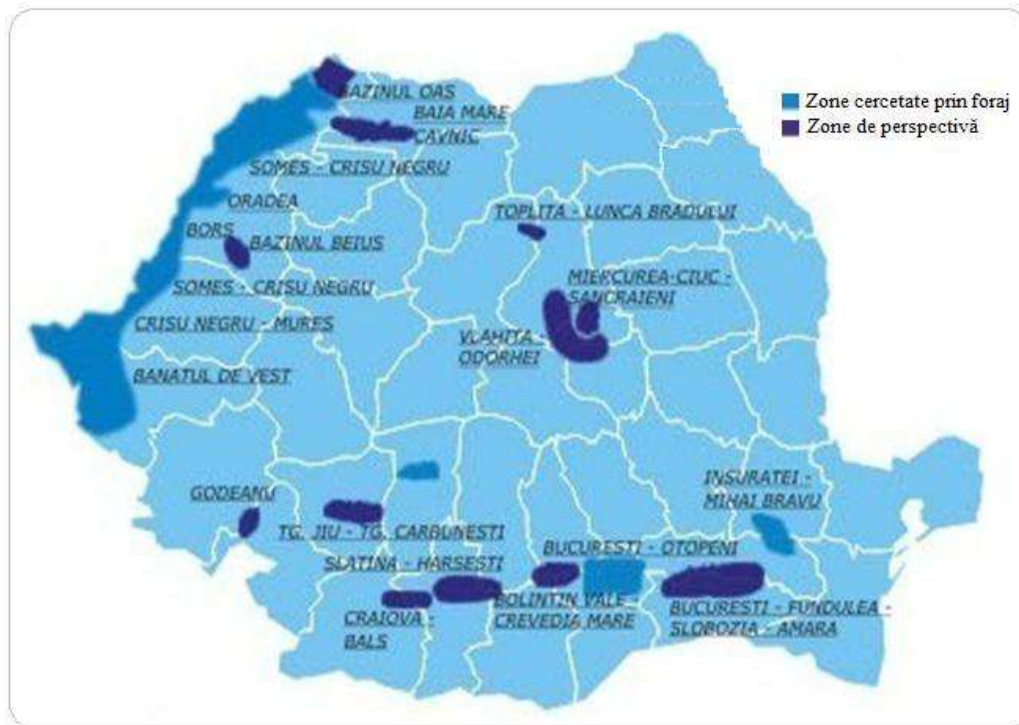 Zone cercetate prin foraj
Zone de perspectivă
BAZINUL OAS
BAIA MARE
CAVNIC
SOMES - CRISU NEGRU
ORADEA
TOPLITA - LUNCA BRADULUI
BORS
BAZINUL BEIUS
MIERCUREA-CIUC -
SANCRAIENI
SOMES - CRISU NEGRU
CRISU NEGRU - MURES
VLAHITA -
ODORHEI
BANATUL DE VEST
INSURATEI -
MIHAI BRAVU
GODEANU
TG. JIU - TG. CARBUNESTI
BUCURESTI - OTOPENI
SLATINA - HARSESTI
BOLINTIN VALE -
CREVEDIA MARE
BUCURESTI - FUNDULEA -
SLOBOZIA - AMARA
CRAIOVA -
BALS